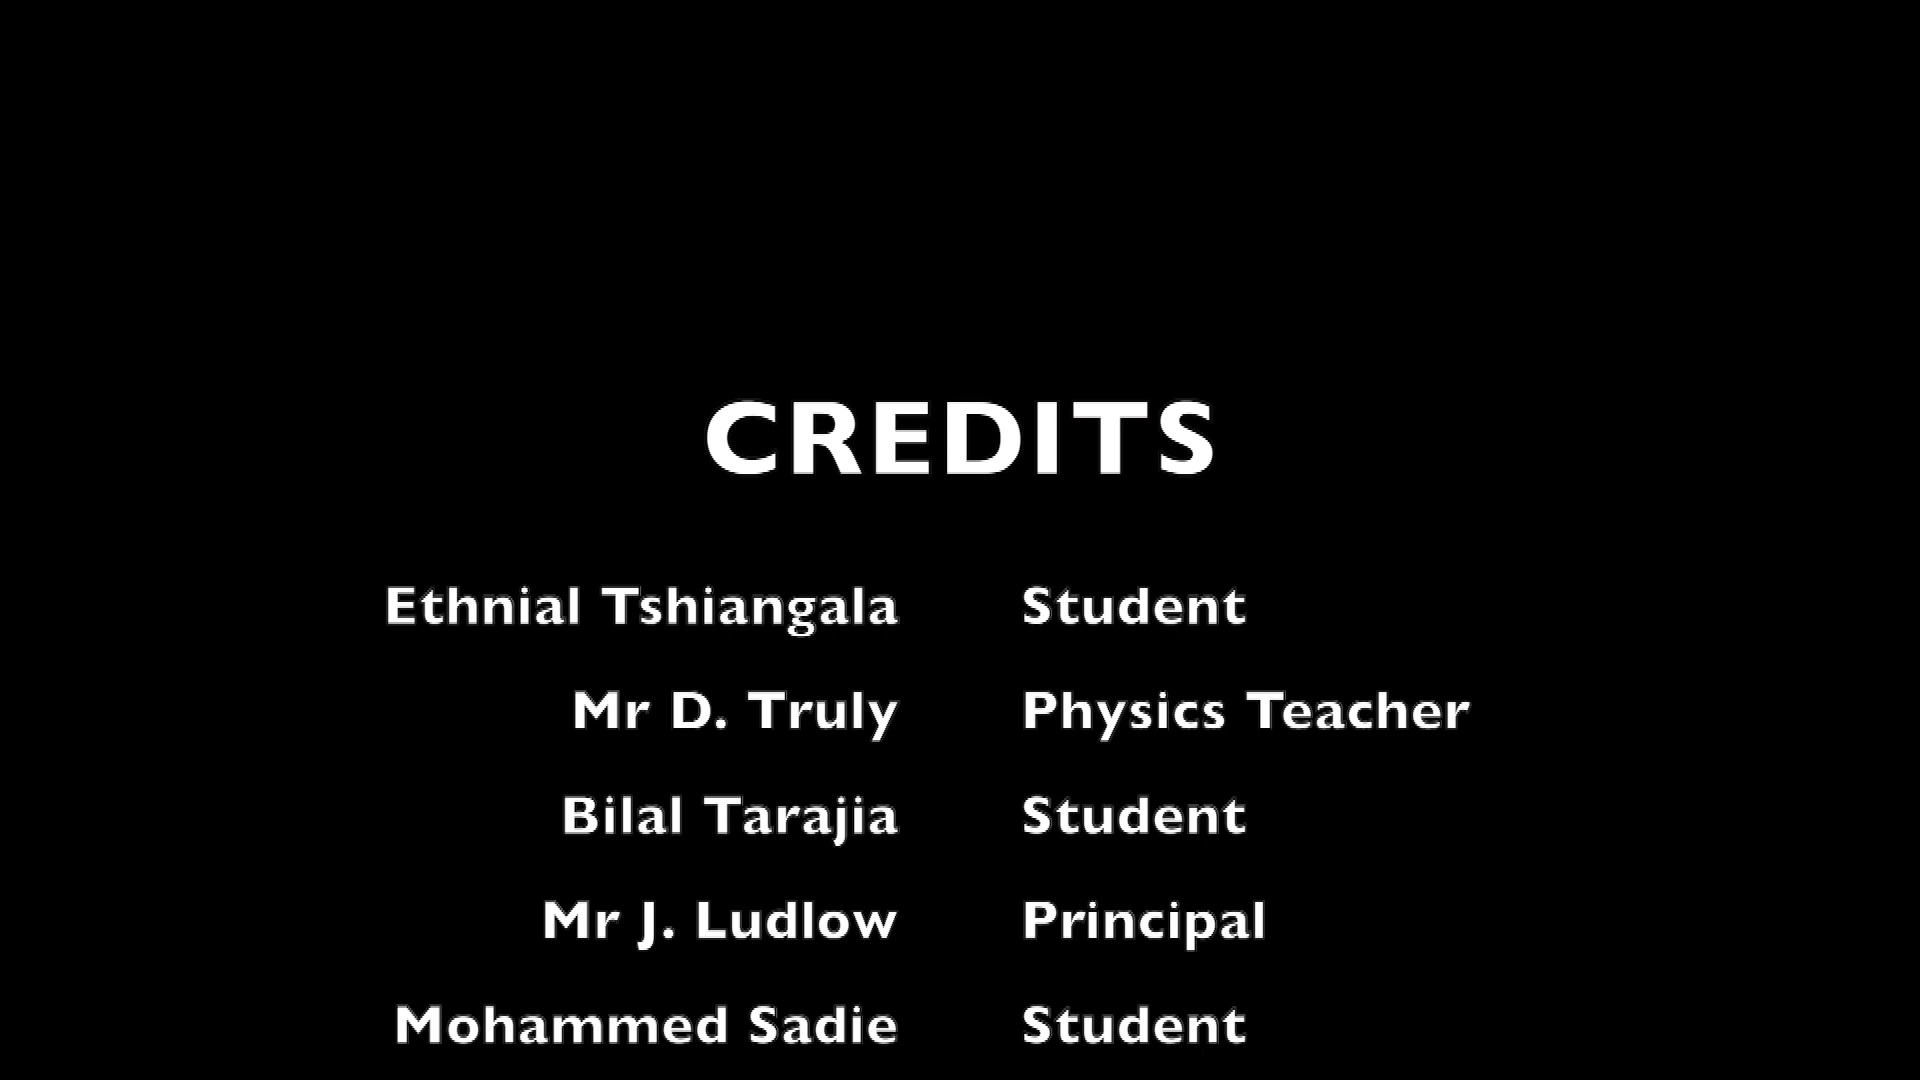 CREDITS
Ethnial Tshiangala Student
Mr D. Truly Physics Teacher
Bilal Tarajia Student
Mr J. Ludlow Principal
Mohammed Sadie Student